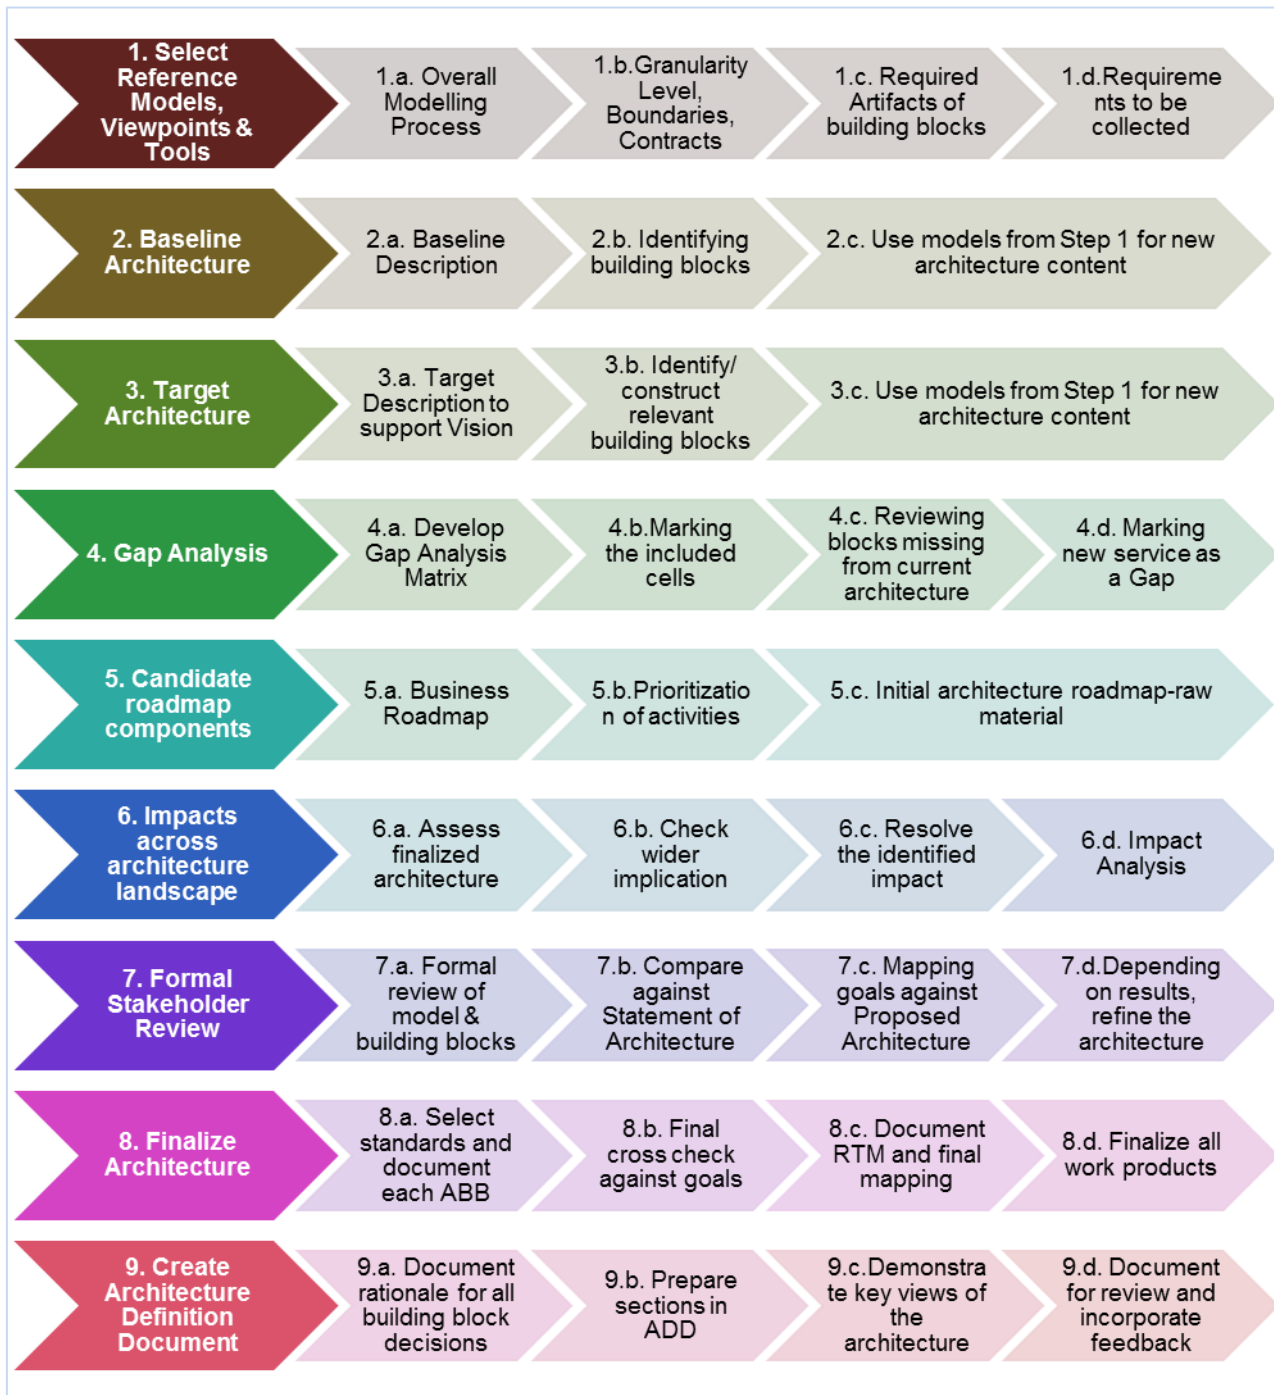 1. Select
Reference
Models,
Viewpoints &
Tools
1.a. Overall
Modelling
Process
1.b.Granularity
Level,
Boundaries,
Contracts
1.c. Required
Artifacts of
building blocks
1.d.Requireme
nts to be
collected
2. Baseline
Architecture
2.a. Baseline
Description
2.b. Identifying
building blocks
2.c. Use models from Step 1 for new
architecture content
3. Target
Architecture
3.a. Target
Description to
support Vision
3.b. Identify/
construct
relevant
building blocks
3.c. Use models from Step 1 for new
architecture content
4. Gap Analysis
4.a. Develop
Gap Analysis
Matrix
4.b.Marking
the included
cells
4.c. Reviewing
blocks missing
from current
architecture
4.d. Marking
new service as
a Gap
5. Candidate
roadmap
components
5.a. Business
Roadmap
5.b.Prioritizatio
n of activities
5.c. Initial architecture roadmap-raw
material
6. Impacts
across
architecture
landscape
6.a. Assess
finalized
architecture
6.b. Check
wider
implication
6.c. Resolve
the identified
impact
6.d. Impact
Analysis
7. Formal
Stakeholder
Review
7.a. Formal
review of
model &
building blocks
7.b. Compare
against
Statement of
Architecture
7.c. Mapping
goals against
Proposed
Architecture
7.d.Depending
on results,
refine the
architecture
8. Finalize
Architecture
8.a. Select
standards and
document
each ABB
8.b. Final
cross check
against goals
8.c. Document
RTM and final
mapping
8.d. Finalize all
work products
9. Create
Architecture
Definition
Document
9.a. Document
rationale for all
building block
decisions
9.b. Prepare
sections in
ADD
9.c.Demonstra
te key views of
the
architecture
9.d. Document
for review and
incorporate
feedback